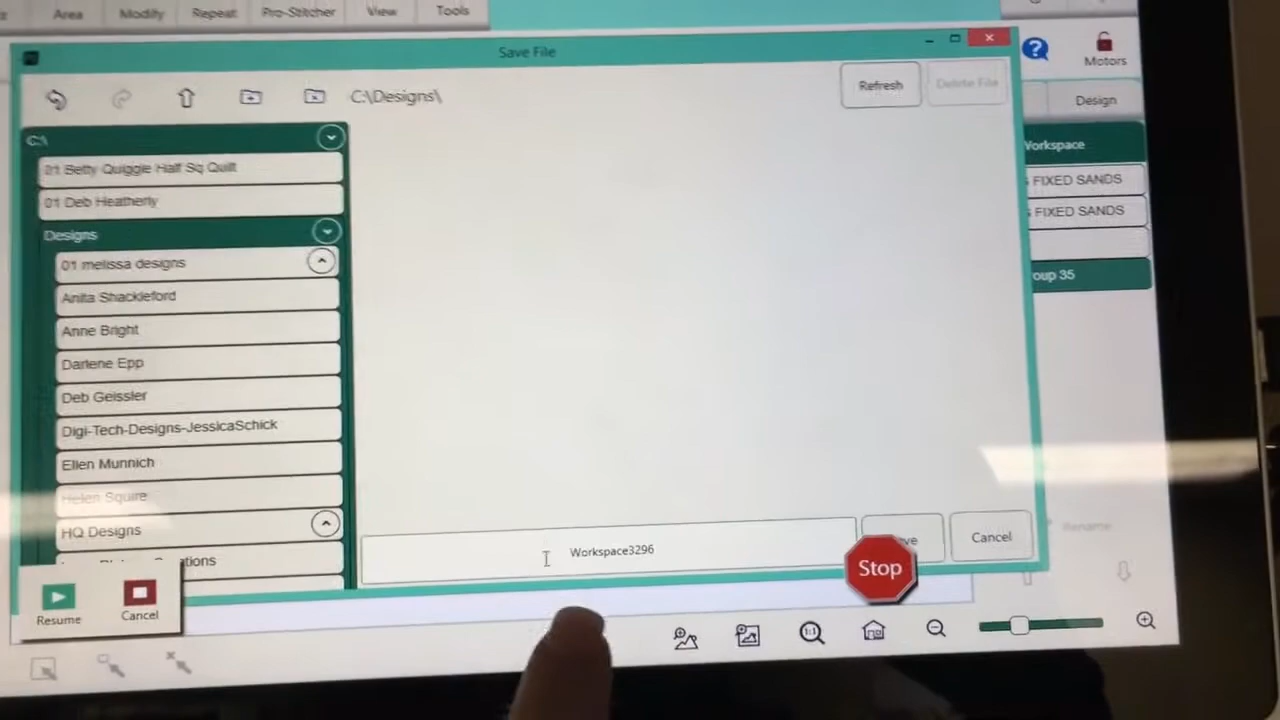 Area Modify Repeat Pro-Stitcher View Tools
Save File
Motors
C:\Designs\
Refresh
Delete File
Design
C:\
Workspace
01 Betty Quiggle Half Sq Quilt
FIXED SANDS
01 Deb Heatherly
FIXED SANDS
Designs
01 melissa designs
oup 35
Anita Shackleford
Anne Bright
Darlene Epp
Deb Geissler
Digi-Tech-Designs-JessicaSchick
Ellen Munnich
Helen Squire
HQ Designs
Workspace3296
Cancel
Rename
Stop
Resume
Cancel
1:1